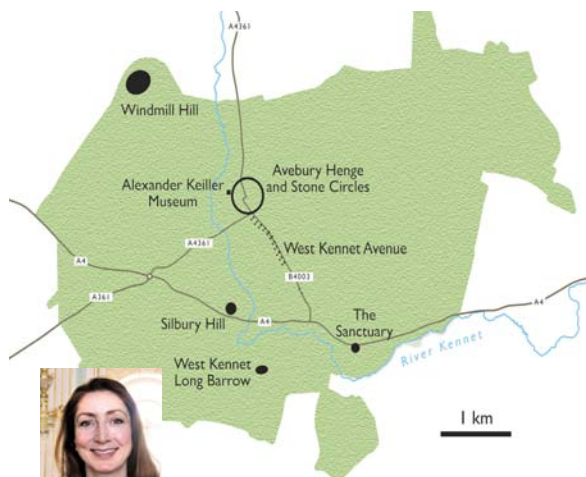 A4361
Windmill Hill
Alexander Keiller
Museum
Avebury Henge
and Stone Circles
A4361
West Kennet Avenue
A4
B4003
A361
Silbury Hill
A4
The
Sanctuary
A4
River Kennet
West Kennet
Long Barrow
1 km